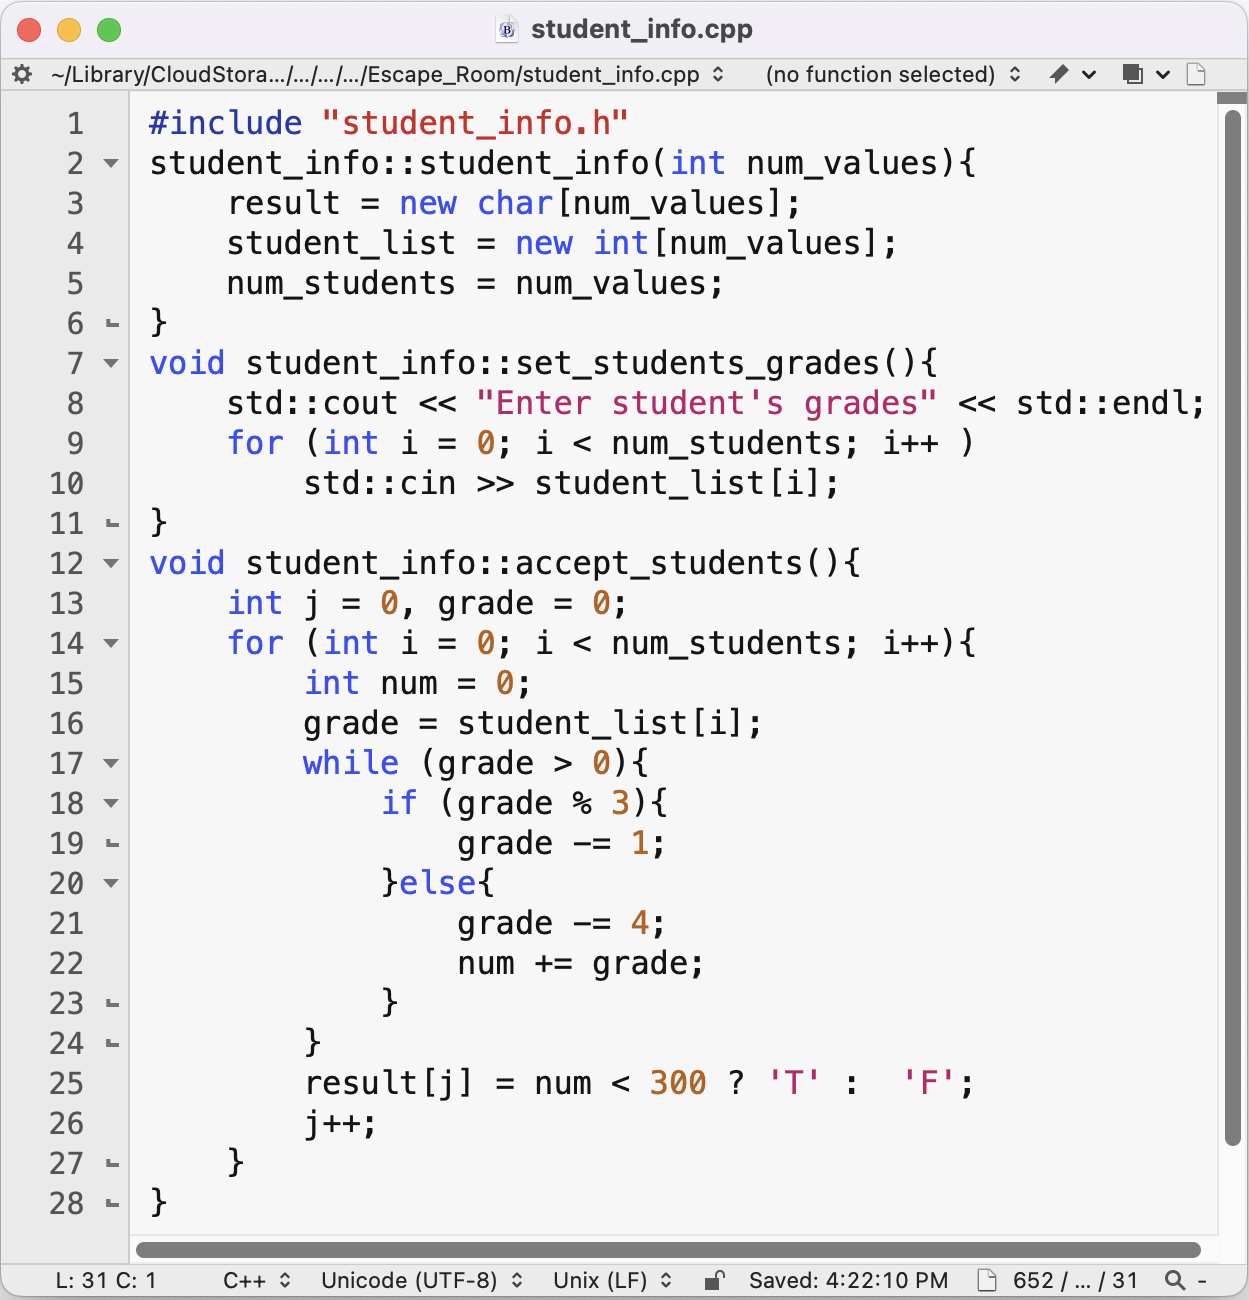 student_info.cpp
~/Library/CloudStora.../.../.../.../Escape_Room/student_info.cpp (no function selected)
1 #include "student_info.h"
2 student_info::student_info(int num_values){
3     result = new char[num_values];
4     student_list = new int[num_values];
5     num_students = num_values;
6 }
7 void student_info::set_students_grades(){
8     std::cout << "Enter student's grades" << std::endl;
9     for (int i = 0; i < num_students; i++ )
10         std::cin >> student_list[i];
11 }
12 void student_info::accept_students(){
13     int j = 0, grade = 0;
14     for (int i = 0; i < num_students; i++){
15         int num = 0;
16         grade = student_list[i];
17         while (grade > 0){
18             if (grade % 3){
19                 grade -= 1;
20             }else{
21                 grade -= 4;
22                 num += grade;
23             }
24         }
25         result[j] = num < 300 ? 'T' :  'F';
26         j++;
27     }
28 }
L: 31 C: 1 C++ Unicode (UTF-8) Unix (LF) Saved: 4:22:10 PM 652 / ... / 31 -